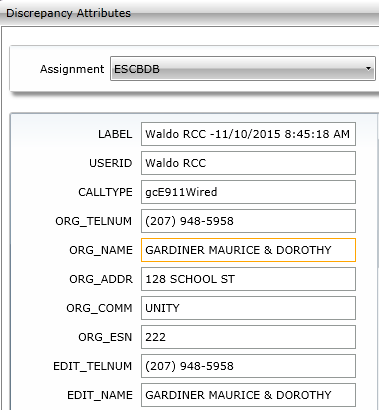 Discrepancy Attributes
Assignment ESCBDB
LABEL Waldo RCC -11/10/2015 8:45:18 AM
USERID Waldo RCC
CALLTYPE gcE911Wired
ORG_TELNUM (207) 948-5958
ORG_NAME GARDINER MAURICE & DOROTHY
ORG_ADDR 128 SCHOOL ST
ORG_COMM UNITY
ORG_ESN 222
EDIT_TELNUM (207) 948-5958
EDIT_NAME GARDINER MAURICE & DOROTHY